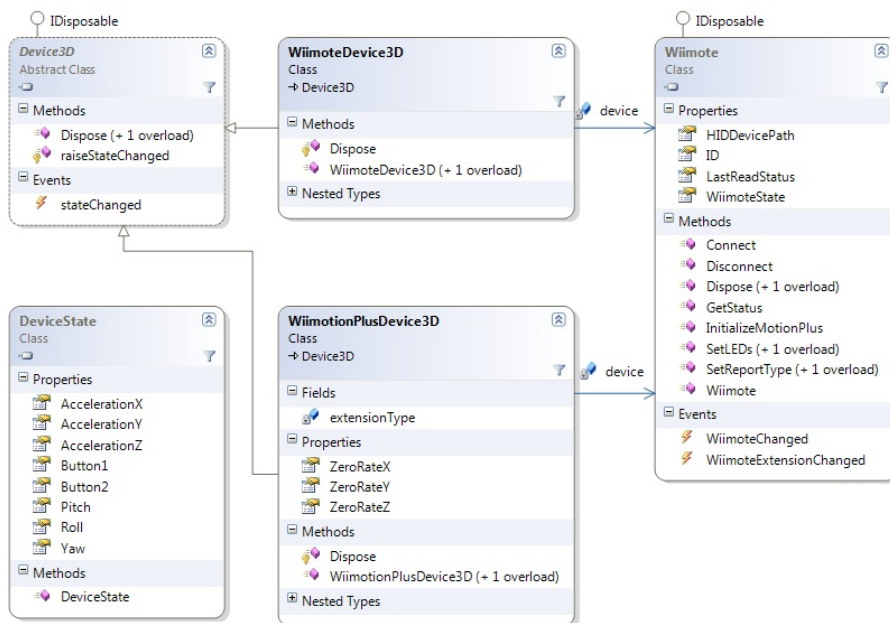 IDisposable
Device3D
Abstract Class
Methods
Dispose (+ 1 overload)
raiseStateChanged
Events
stateChanged
WiimoteDevice3D
Class
Device3D
Methods
Dispose
WiimoteDevice3D (+ 1 overload)
Nested Types
device
IDisposable
Wiimote
Class
Properties
HIDDevicePath
ID
LastReadStatus
WiimoteState
Methods
Connect
Disconnect
Dispose (+ 1 overload)
GetStatus
InitializeMotionPlus
SetLEDs (+ 1 overload)
SetReportType (+ 1 overload)
Wiimote
Events
WiimoteChanged
WiimoteExtensionChanged
DeviceState
Class
Properties
AccelerationX
AccelerationY
AccelerationZ
Button1
Button2
Pitch
Roll
Yaw
Methods
DeviceState
WiimotionPlusDevice3D
Class
Device3D
Fields
extensionType
Properties
ZeroRateX
ZeroRateY
ZeroRateZ
Methods
Dispose
WiimotionPlusDevice3D (+ 1 overload)
Nested Types
device